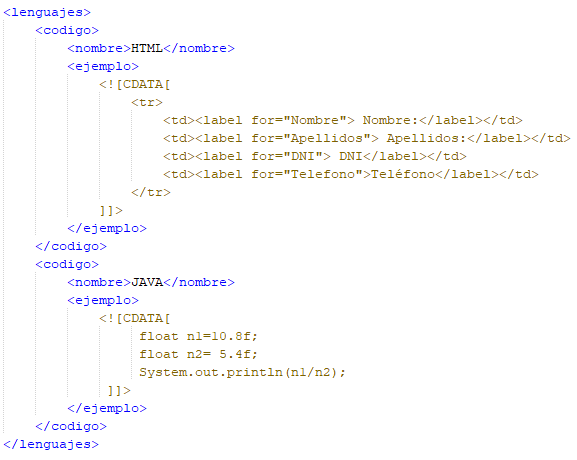 <lenguajes>
    <codigo>
        <nombre>HTML</nombre>
        <ejemplo>
            <![CDATA[
                <tr>
                    <td><label for="Nombre"> Nombre:</label></td>
                    <td><label for="Apellidos"> Apellidos:</label></td>
                    <td><label for="DNI"> DNI</label></td>
                    <td><label for="Telefono">Teléfono</label></td>
                </tr>
            ]]>
        </ejemplo>
    </codigo>
    <codigo>
        <nombre>JAVA</nombre>
        <ejemplo>
            <![CDATA[
                 float n1=10.8f;
                 float n2= 5.4f;
                 System.out.println(n1/n2);
             ]]>
        </ejemplo>
    </codigo>
</lenguajes>